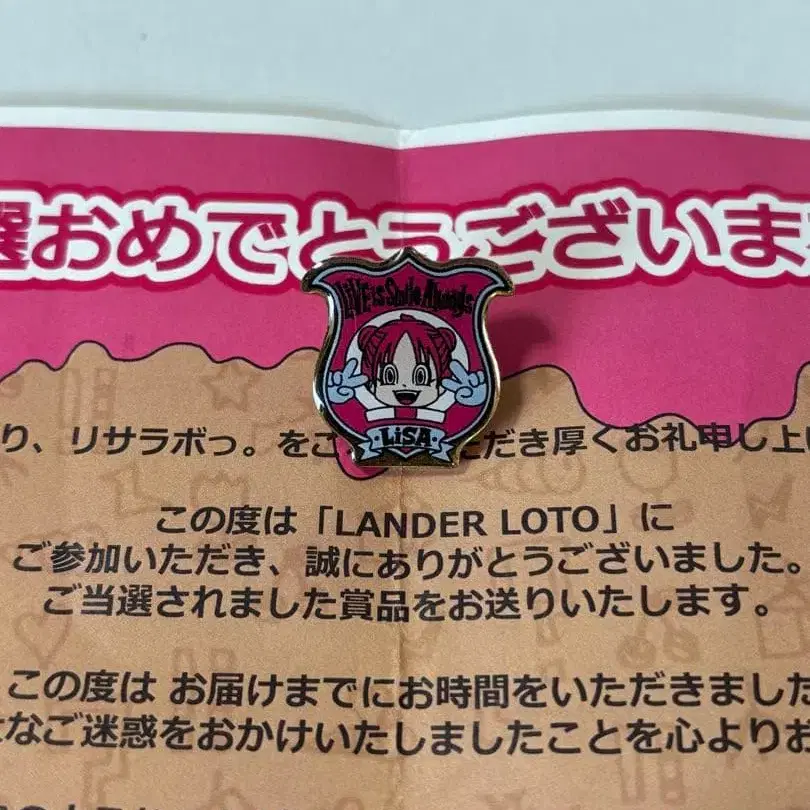 選おめでとうございま
LiVE is Smile Always
LiSA
り、リサラボっ。をご
だき厚くお礼申し上
この度は「LANDER LOTO」に
ご参加いただき、誠にありがとうございました。
ご当選されました賞品をお送りいたします。
この度は お届けまでにお時間をいただきました
なご迷惑をおかけいたしましたことを心よりお